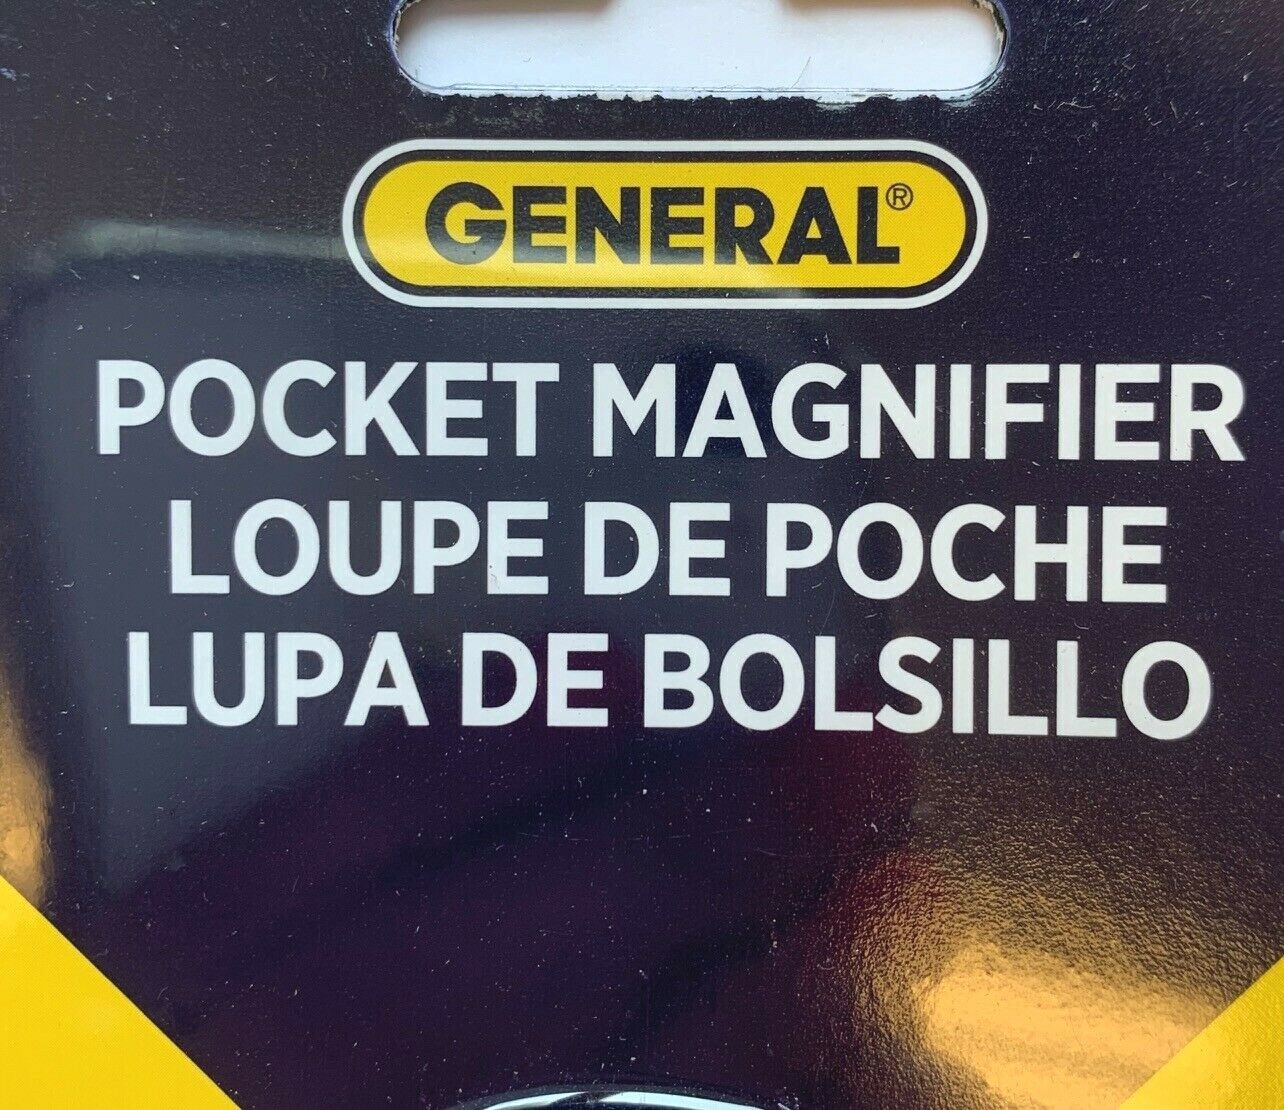 GENERAL®
POCKET MAGNIFIER
LOUPE DE POCHE
LUPA DE BOLSILLO